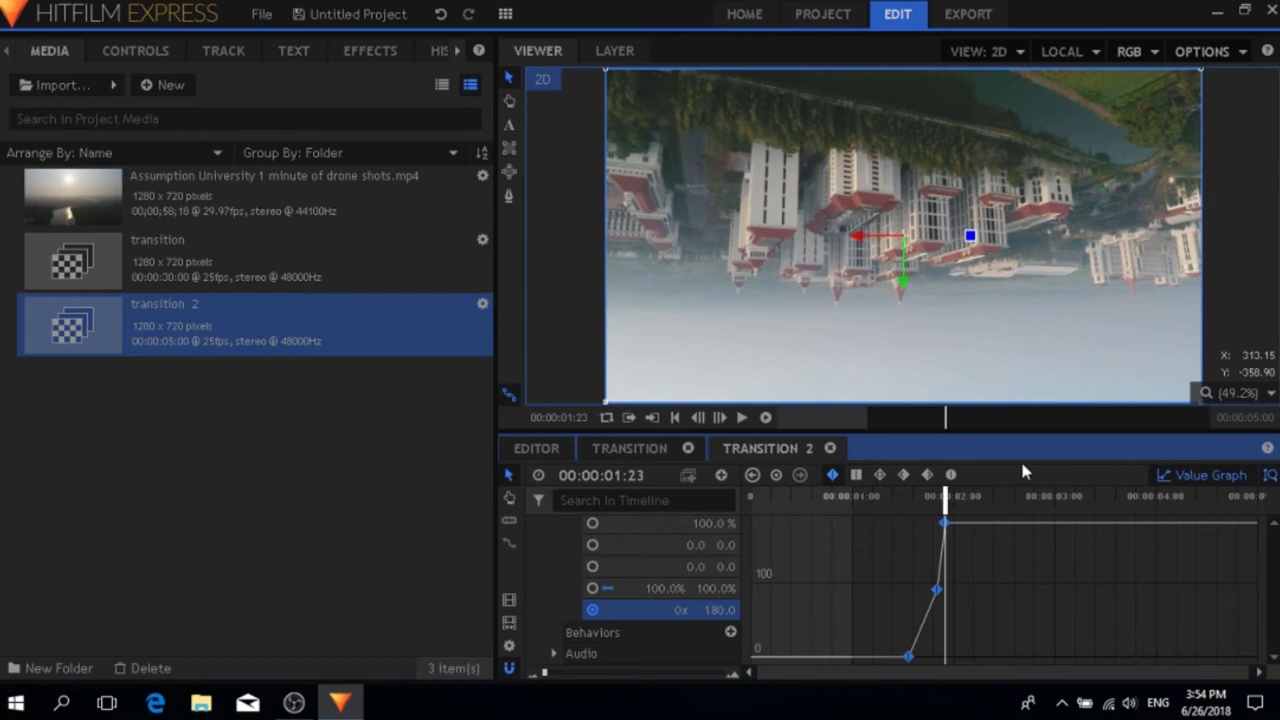 HITFILM EXPRESS File Untitled Project HOME PROJECT EDIT EXPORT
MEDIA CONTROLS TRACK TEXT EFFECTS HIS
Import... New
Search in Project Media
Arrange By: Name Group By: Folder
Assumption University 1 minute of drone shots.mp4
1280 x 720 pixels
00;00;58;18 @ 29.97fps, stereo @ 44100Hz
transition
1280 x 720 pixels
00:00:30:00 @ 25fps, stereo @ 48000Hz
transition 2
1280 x 720 pixels
00:00:05:00 @ 25fps, stereo @ 48000Hz
New Folder Delete 3 item(s)
VIEWER LAYER VIEW: 2D LOCAL RGB OPTIONS
2D
X: 313.15
Y: -358.90
(49.2%)
00:00:01:23 00:00:05:00
EDITOR TRANSITION TRANSITION 2
00:00:01:23 Value Graph
Search in Timeline 0 00:00:01:00 00:00:02:00 00:00:03:00 00:00:04:00
100.0 %
0.0 0.0
0.0 0.0
100.0% 100.0%
0x 180.0
Behaviors
Audio
100
0
ENG 3:54 PM
6/26/2018